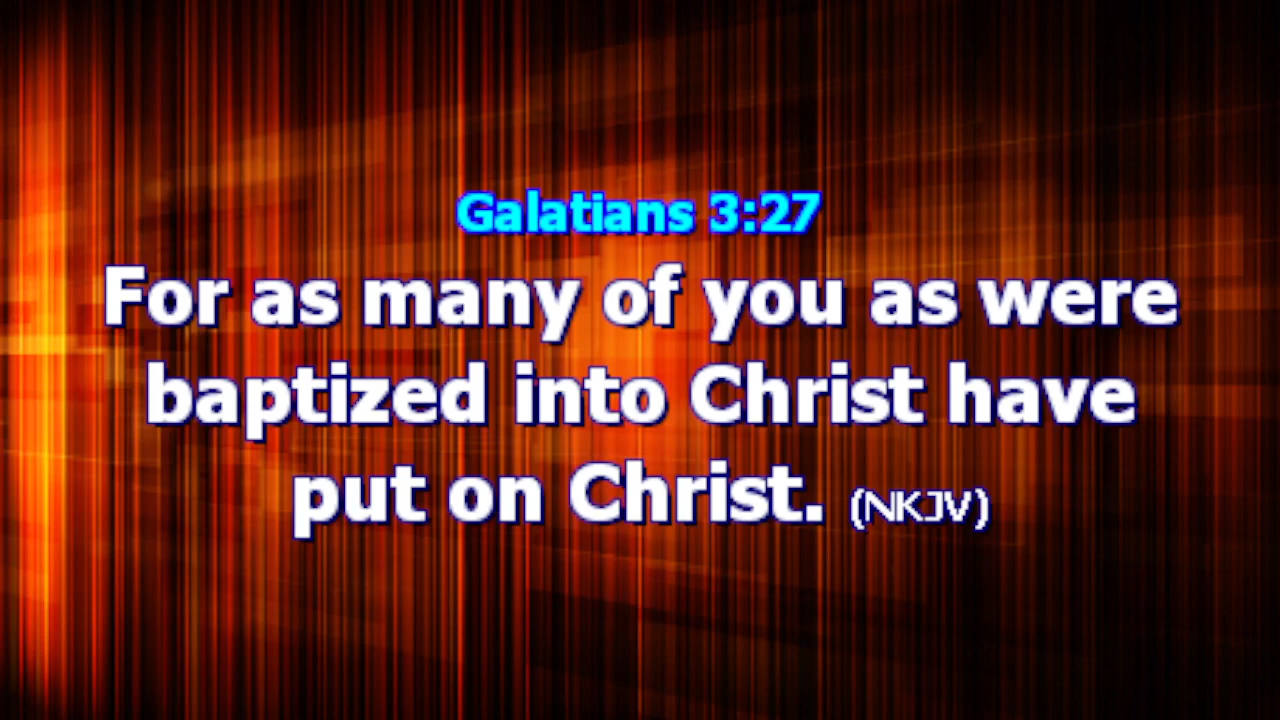 Galatians 3:27
For as many of you as were
baptized into Christ have
put on Christ. (NKJV)